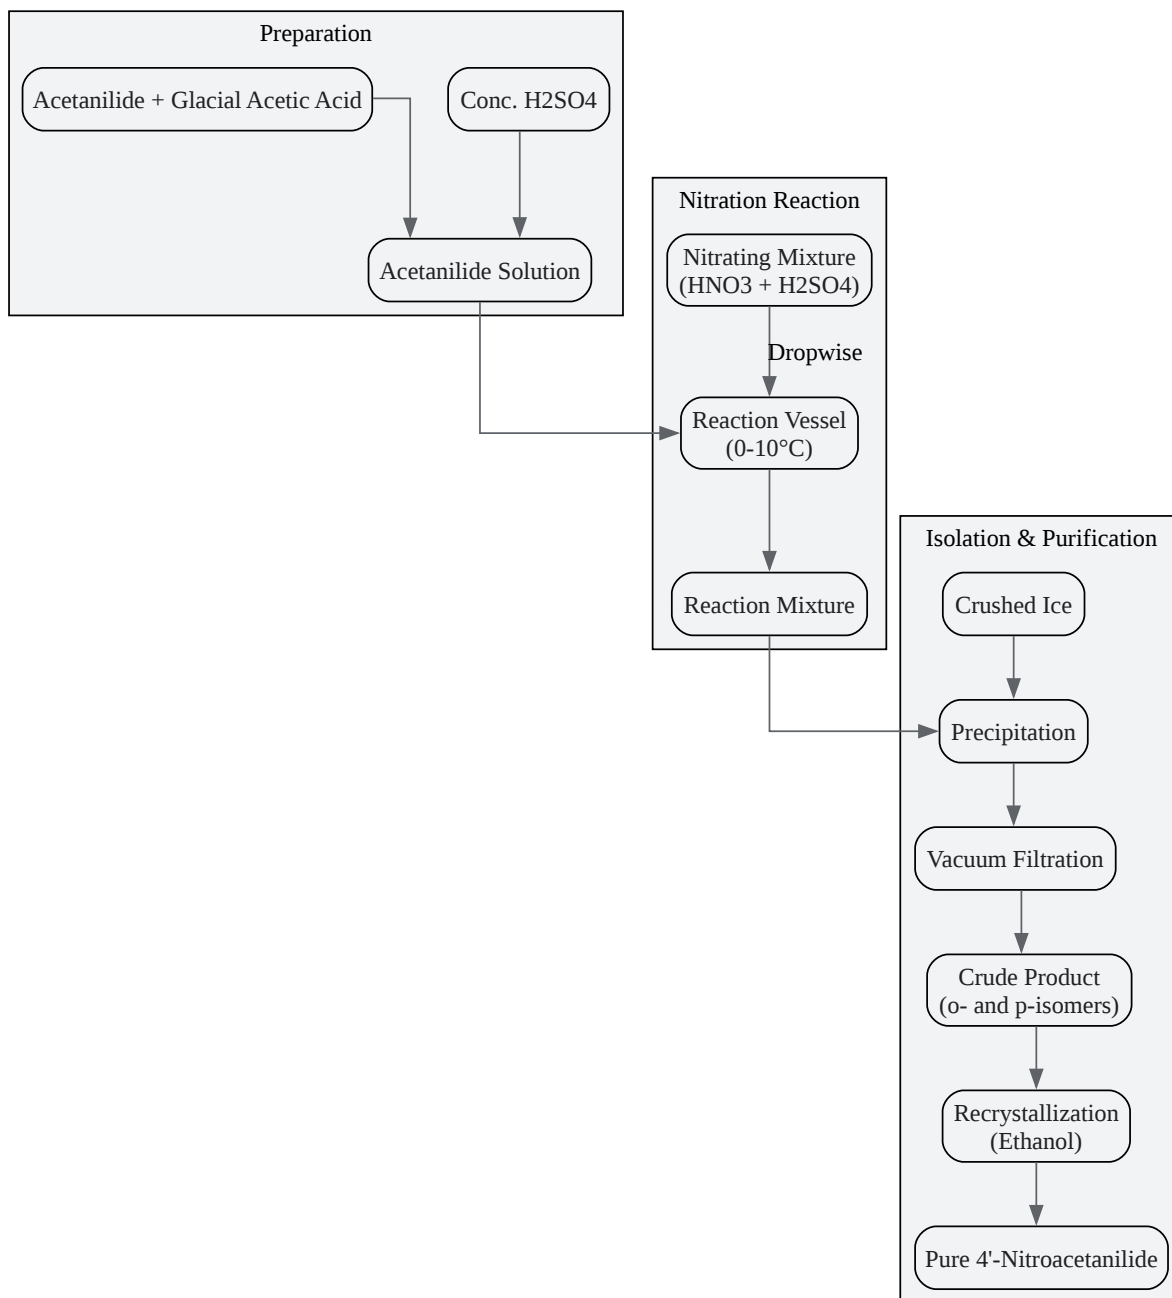 Preparation
Acetanilide + Glacial Acetic Acid
Conc. H2SO4
Acetanilide Solution
Nitration Reaction
Nitrating Mixture
(HNO3 + H2SO4)
Dropwise
Reaction Vessel
(0-10°C)
Reaction Mixture
Isolation & Purification
Crushed Ice
Precipitation
Vacuum Filtration
Crude Product
(o- and p-isomers)
Recrystallization
(Ethanol)
Pure 4'-Nitroacetanilide